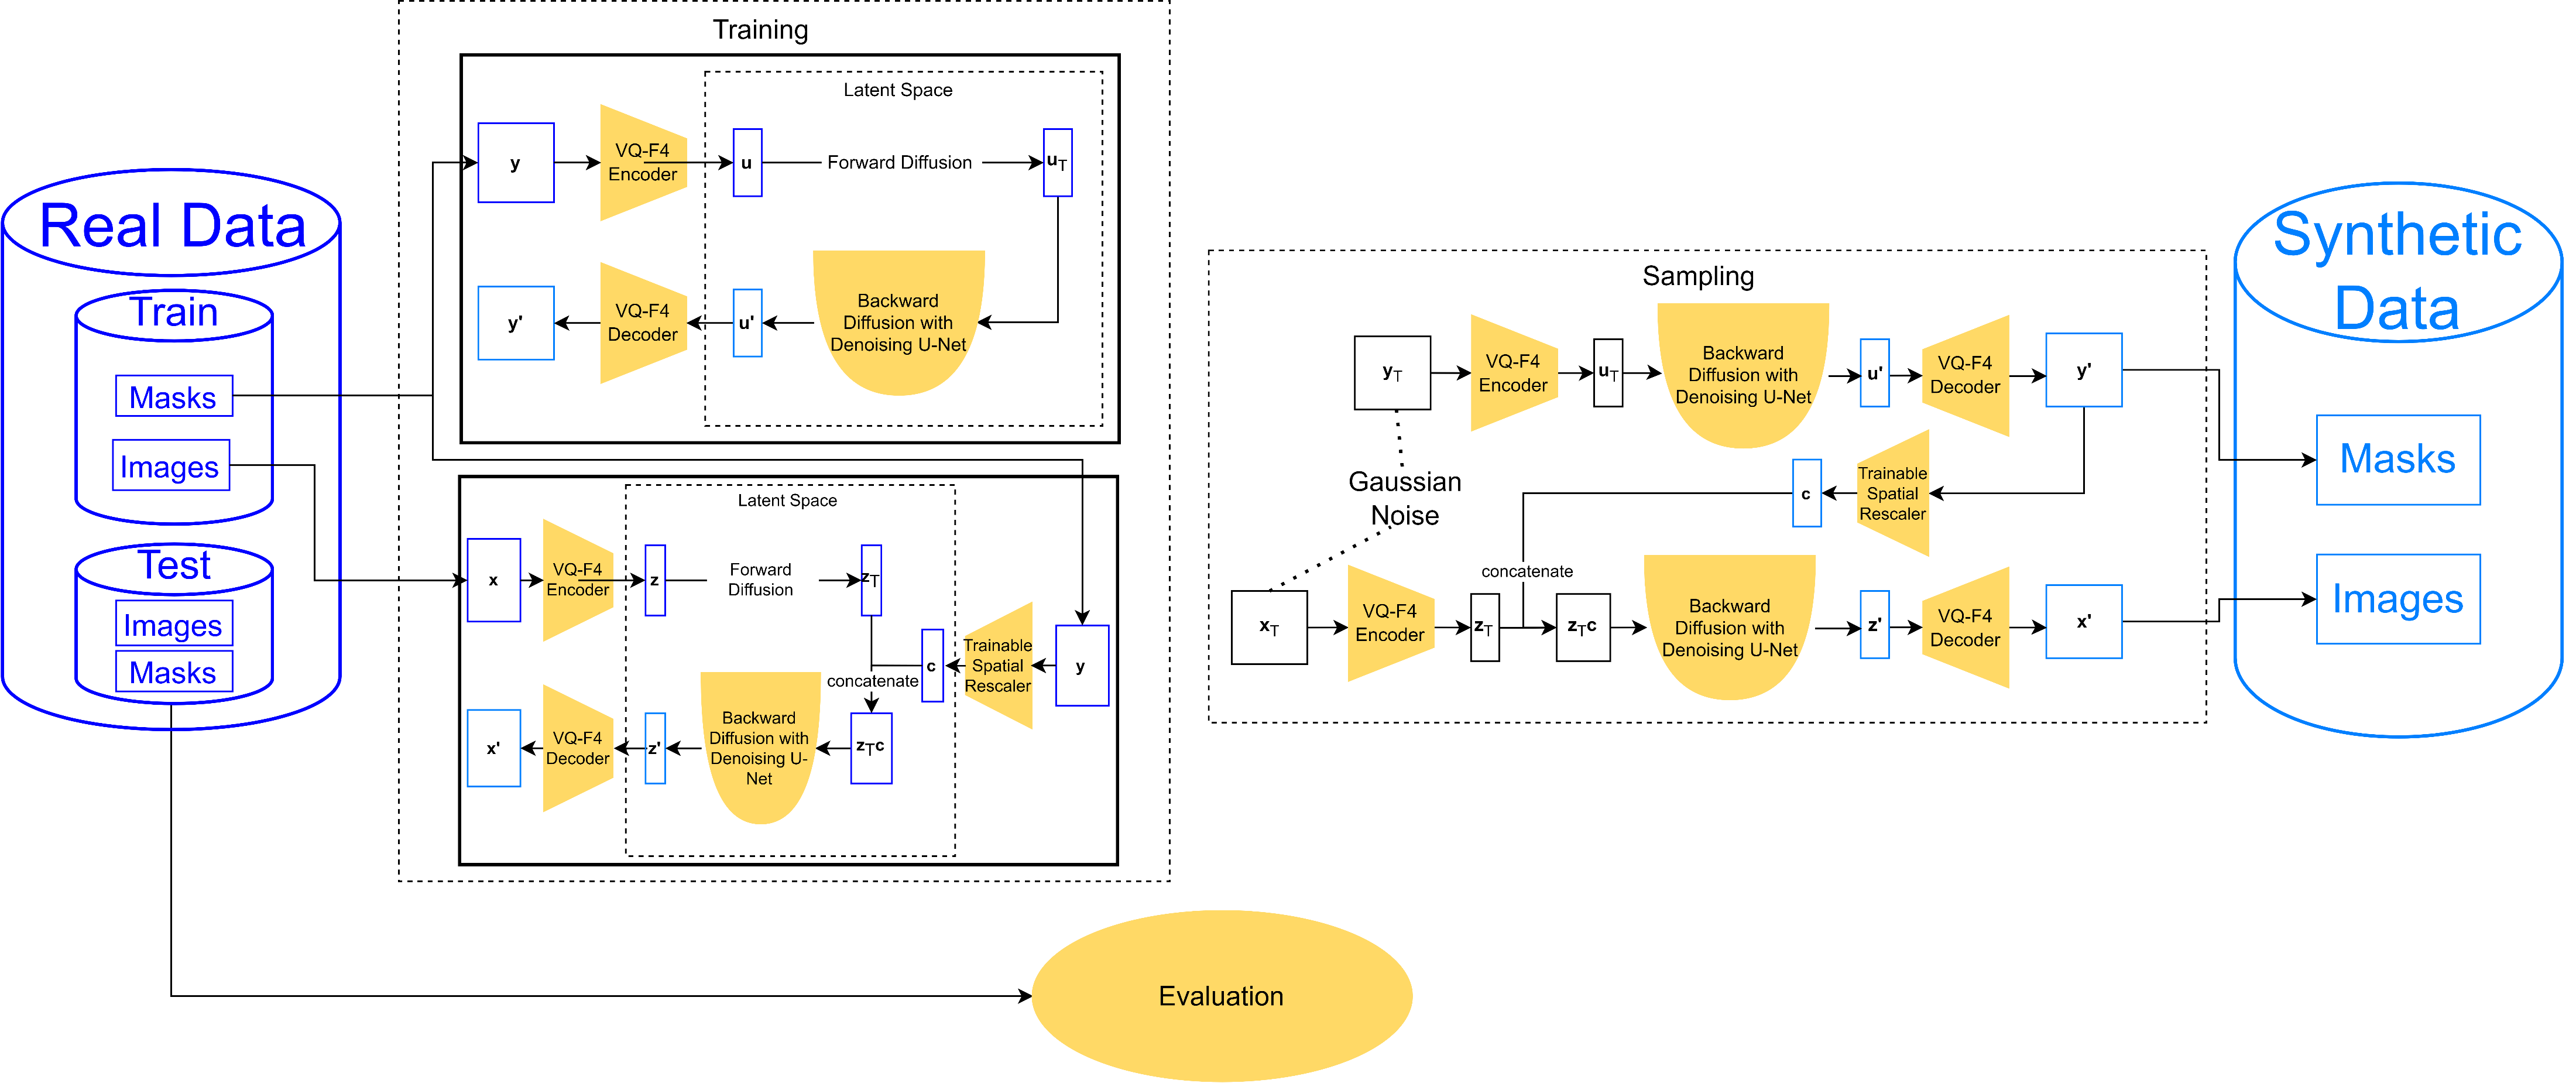 Real Data
Train
Masks
Images
Test
Images
Masks
Training
Latent Space
y
VQ-F4
Encoder
u
Forward Diffusion
uT
y'
VQ-F4
Decoder
u'
Backward
Diffusion with
Denoising U-Net
Latent Space
x
VQ-F4
Encoder
z
Forward
Diffusion
zT
c
Trainable
Spatial
Rescaler
y
concatenate
x'
VQ-F4
Decoder
z'
Backward
Diffusion with
Denoising U-
Net
zTc
Sampling
yT
VQ-F4
Encoder
uT
Backward
Diffusion with
Denoising U-Net
u'
VQ-F4
Decoder
y'
Gaussian
Noise
c
Trainable
Spatial
Rescaler
concatenate
xT
VQ-F4
Encoder
zT
zTc
Backward
Diffusion with
Denoising U-Net
z'
VQ-F4
Decoder
x'
Synthetic
Data
Masks
Images
Evaluation